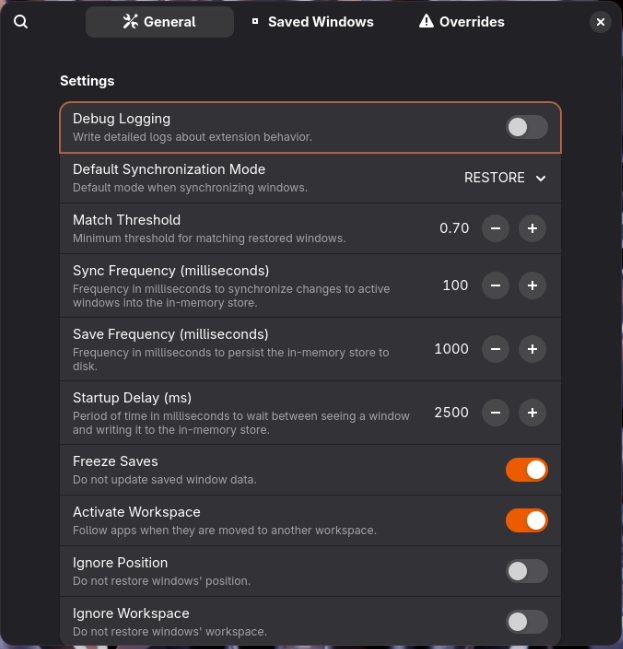 General
Saved Windows
Overrides
Settings
Debug Logging
Write detailed logs about extension behavior.
Default Synchronization Mode
Default mode when synchronizing windows.
RESTORE
Match Threshold
Minimum threshold for matching restored windows.
0.70
Sync Frequency (milliseconds)
Frequency in milliseconds to synchronize changes to active
windows into the in-memory store.
100
Save Frequency (milliseconds)
Frequency in milliseconds to persist the in-memory store to
disk.
1000
Startup Delay (ms)
Period of time in milliseconds to wait between seeing a window
and writing it to the in-memory store.
2500
Freeze Saves
Do not update saved window data.
Activate Workspace
Follow apps when they are moved to another workspace.
Ignore Position
Do not restore windows' position.
Ignore Workspace
Do not restore windows' workspace.